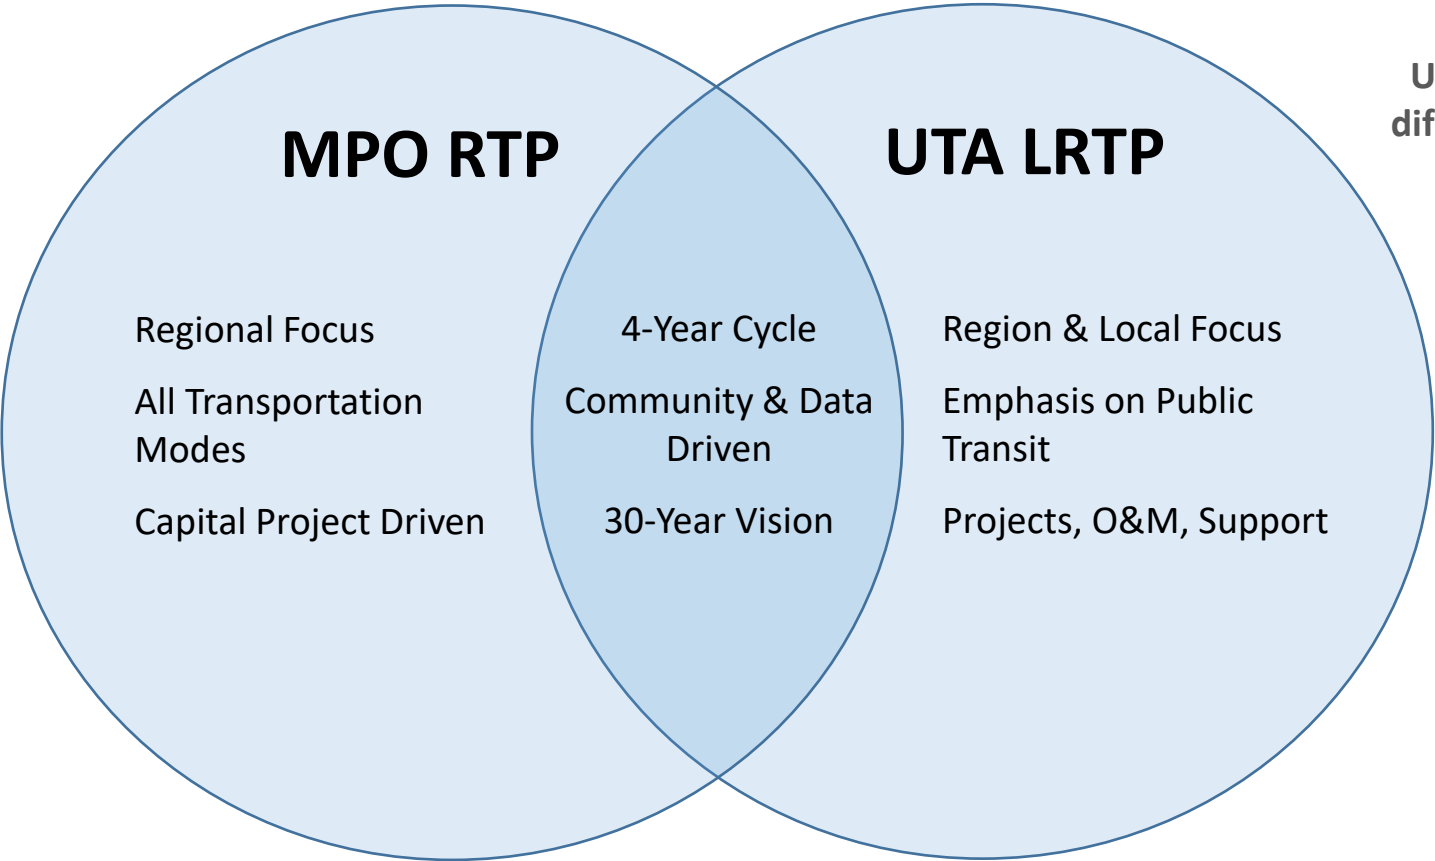 MPO RTP
Regional Focus
All Transportation
Modes
Capital Project Driven
4-Year Cycle
Community & Data
Driven
30-Year Vision
UTA LRTP
Region & Local Focus
Emphasis on Public
Transit
Projects, O&M, Support
U
dif